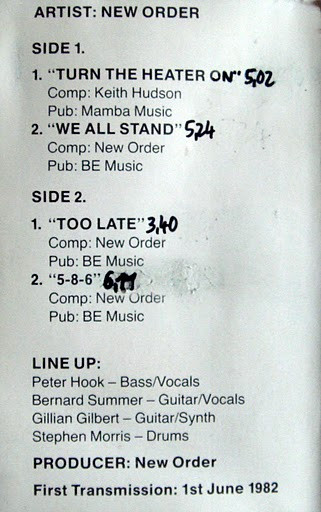 ARTIST: NEW ORDER
SIDE 1.
1. "TURN THE HEATER ON" 5,02
Comp: Keith Hudson
Pub: Mamba Music
2. "WE ALL STAND" 5,24
Comp: New Order
Pub: BE Music
SIDE 2.
1. "TOO LATE" 3,40
Comp: New Order
Pub: BE Music
2. "5-8-6"
Comp: New Order
Pub: BE Music
LINE UP:
Peter Hook – Bass/Vocals
Bernard Summer – Guitar/Vocals
Gillian Gilbert – Guitar/Synth
Stephen Morris – Drums
PRODUCER: New Order
First Transmission: 1st June 1982